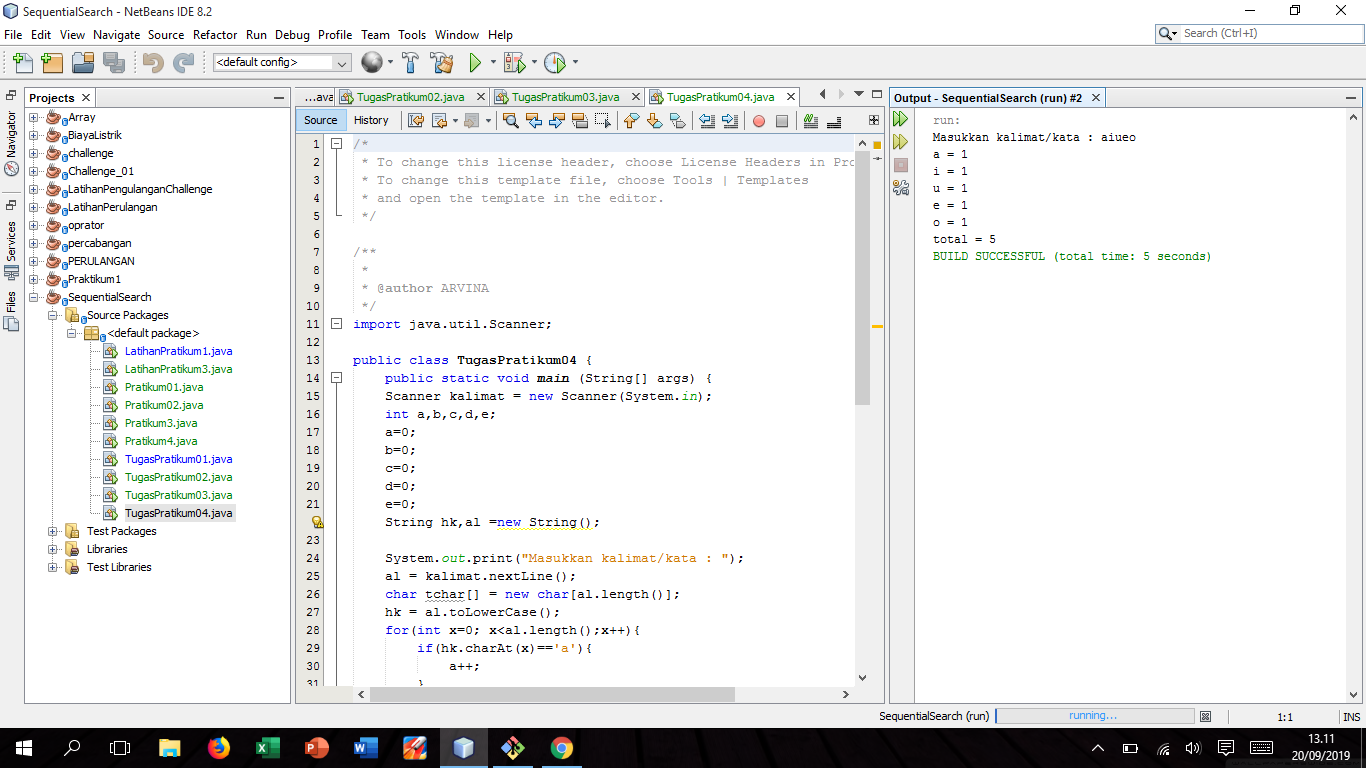 SequentialSearch - NetBeans IDE 8.2
File Edit View Navigate Source Refactor Run Debug Profile Team Tools Window Help
Search (Ctrl+I)
<default config>
Navigator
Services
Files
Projects
Array
BiayaListrik
challenge
Challenge_01
LatihanPengulanganChallenge
LatihanPerulangan
oprator
percabangan
PERULANGAN
Praktikum1
SequentialSearch
Source Packages
<default package>
LatihanPratikum1.java
LatihanPratikum3.java
Pratikum01.java
Pratikum02.java
Pratikum3.java
Pratikum4.java
TugasPratikum01.java
TugasPratikum02.java
TugasPratikum03.java
TugasPratikum04.java
Test Packages
Libraries
Test Libraries
...ava TugasPratikum02.java TugasPratikum03.java TugasPratikum04.java
Source History
1 /*
2 * To change this license header, choose License Headers in Pro
3 * To change this template file, choose Tools | Templates
4 * and open the template in the editor.
5 */
6
7 /**
8 *
9 * @author ARVINA
10 */
11 import java.util.Scanner;
12
13 public class TugasPratikum04 {
14 public static void main (String[] args) {
15 Scanner kalimat = new Scanner(System.in);
16 int a,b,c,d,e;
17 a=0;
18 b=0;
19 c=0;
20 d=0;
21 e=0;
String hk,al =new String();
23
24 System.out.print("Masukkan kalimat/kata : ");
25 al = kalimat.nextLine();
26 char tchar[] = new char[al.length()];
27 hk = al.toLowerCase();
28 for(int x=0; x<al.length();x++){
29 if(hk.charAt(x)=='a'){
30 a++;
31 }
Output - SequentialSearch (run) #2
run:
Masukkan kalimat/kata : aiueo
a = 1
i = 1
u = 1
e = 1
o = 1
total = 5
BUILD SUCCESSFUL (total time: 5 seconds)
SequentialSearch (run) running... 1:1 INS
13.11
20/09/2019